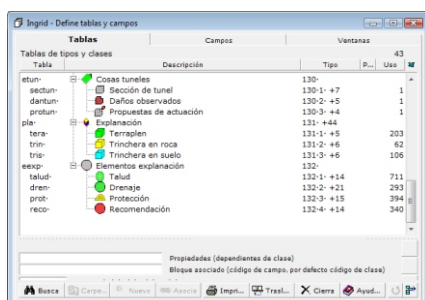 Ingrid - Define tablas y campos
Tablas Campos Ventanas
Tablas de tipos y clases 43
Tabla Descripción Tipo P... Uso
etun- Cosas tuneles 130-
sectun- Sección de tunel 130-1- +7 1
dantun- Daños observados 130-2- +5 1
protun- Propuestas de actuación 130-3- +4 1
pla- Explanación 131- +44
tera- Terraplen 131-1- +5 203
trin- Trinchera en roca 131-2- +6 62
tris- Trinchera en suelo 131-3- +6 106
eexp- Elementos explanación 132-
talud- Talud 132-1- +14 711
dren- Drenaje 132-2- +21 293
prot- Protección 132-3- +15 394
reco- Recomendación 132-4- +14 340
Propiedades (dependientes de clase)
Bloque asociado (código de campo, por defecto código de clase)
Busca Carpe... Nuevo Asocia Impri... Trasl... Cierra Ayud...